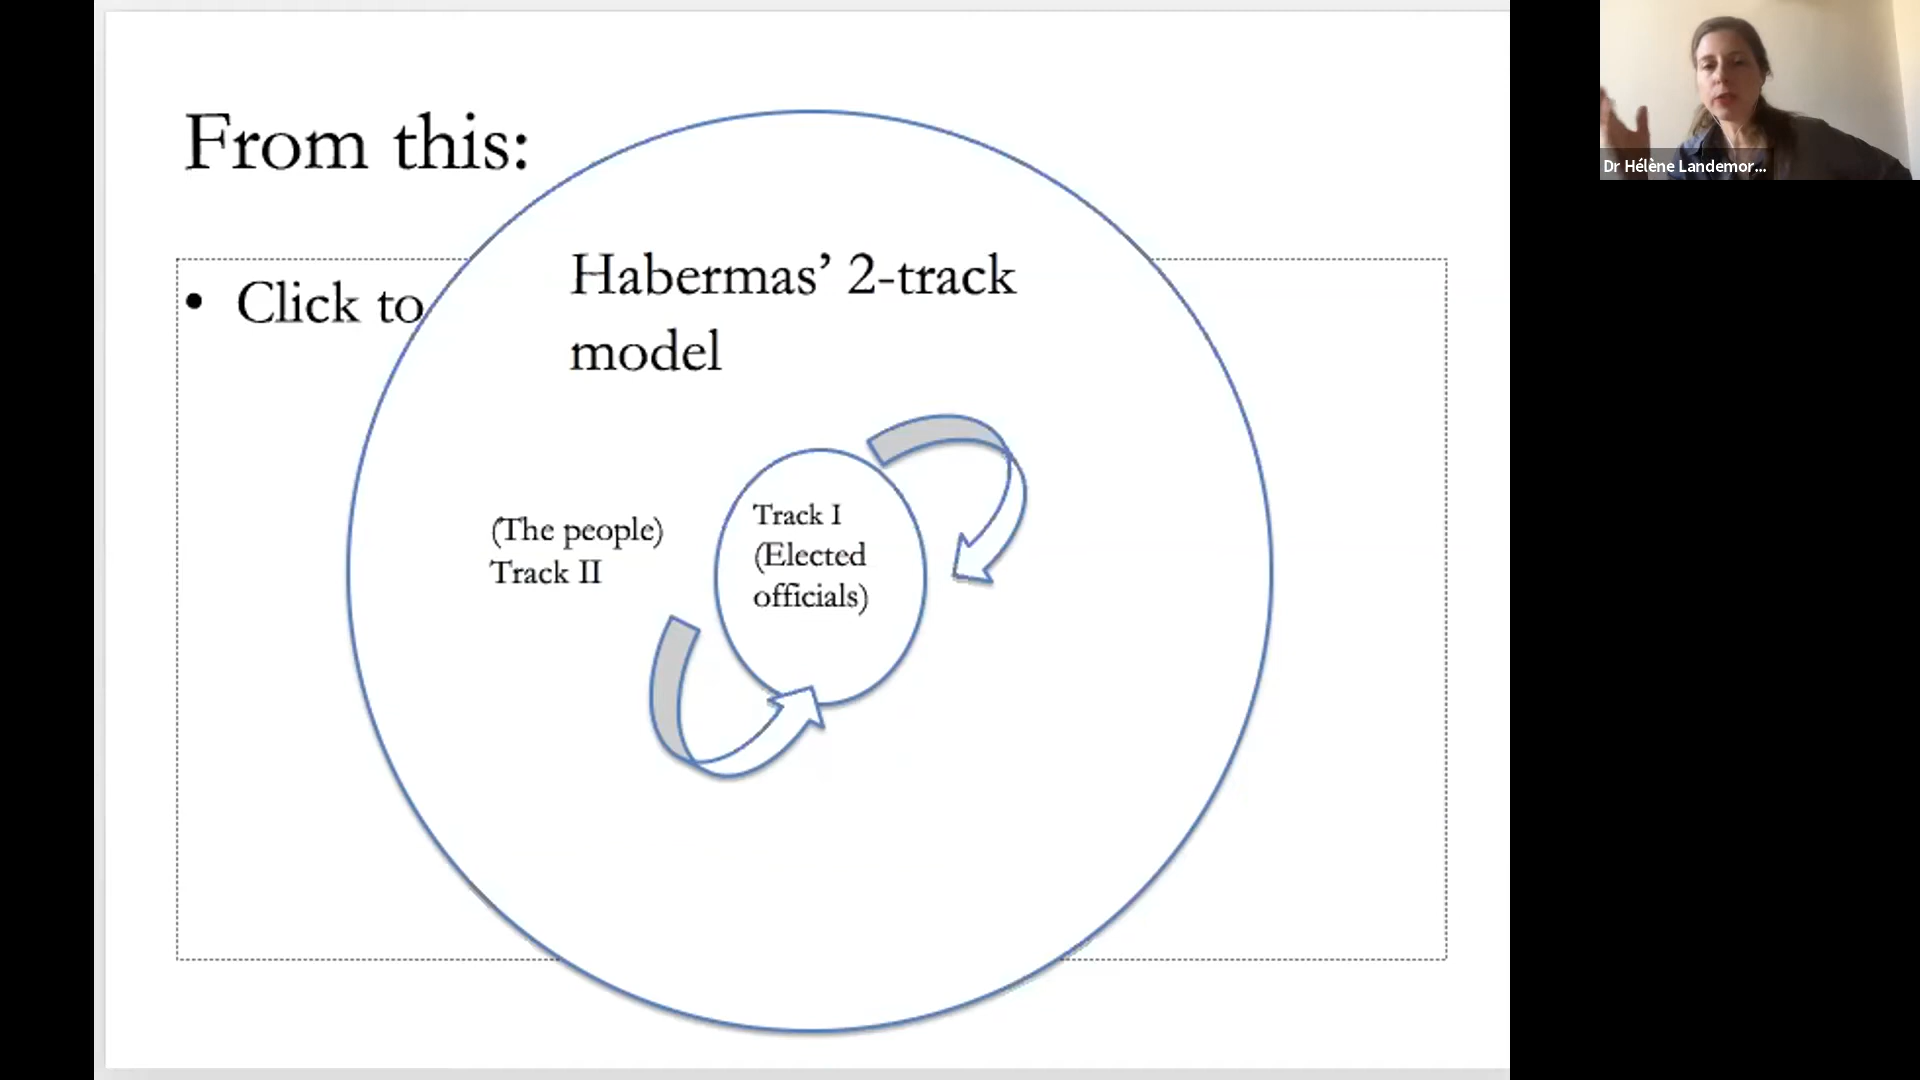 From this:
• Click to
Habermas’ 2-track
model
(The people)
Track II
Track I
(Elected
officials)
Dr Hélène Landemor...